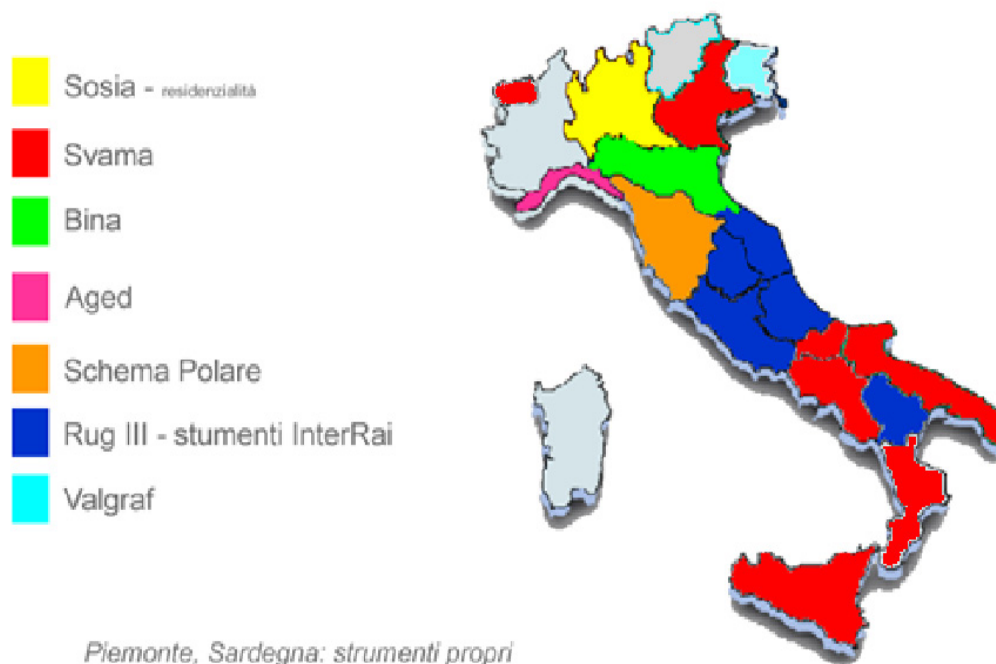 Sosia - residenzialità
Svama
Bina
Aged
Schema Polare
Rug III - stumenti InterRai
Valgraf
Piemonte, Sardegna: strumenti propri